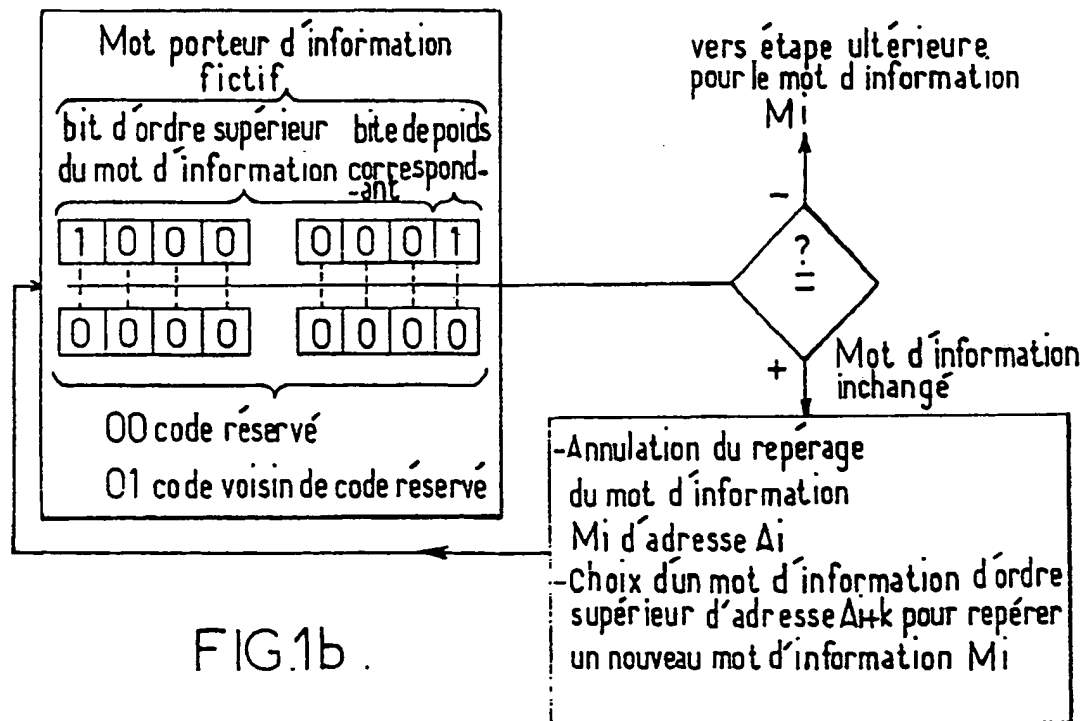 Mot porteur d'information
fictif
bit d'ordre supérieur
du mot d'information
bite de poids
correspond-
-ant
1 0 0 0 0 0 0 1
0 0 0 0 0 0 0 0
00 code réservé
01 code voisin de code réservé
vers étape ultérieure
pour le mot d'information
Mi
-
?
=
+
Mot d'information
inchangé
-Annulation du repérage
du mot d'information
Mi d'adresse Ai
-Choix d'un mot d'information d'ordre
supérieur d'adresse Ai+k pour repérer
un nouveau mot d'information Mi
FIG.1b.